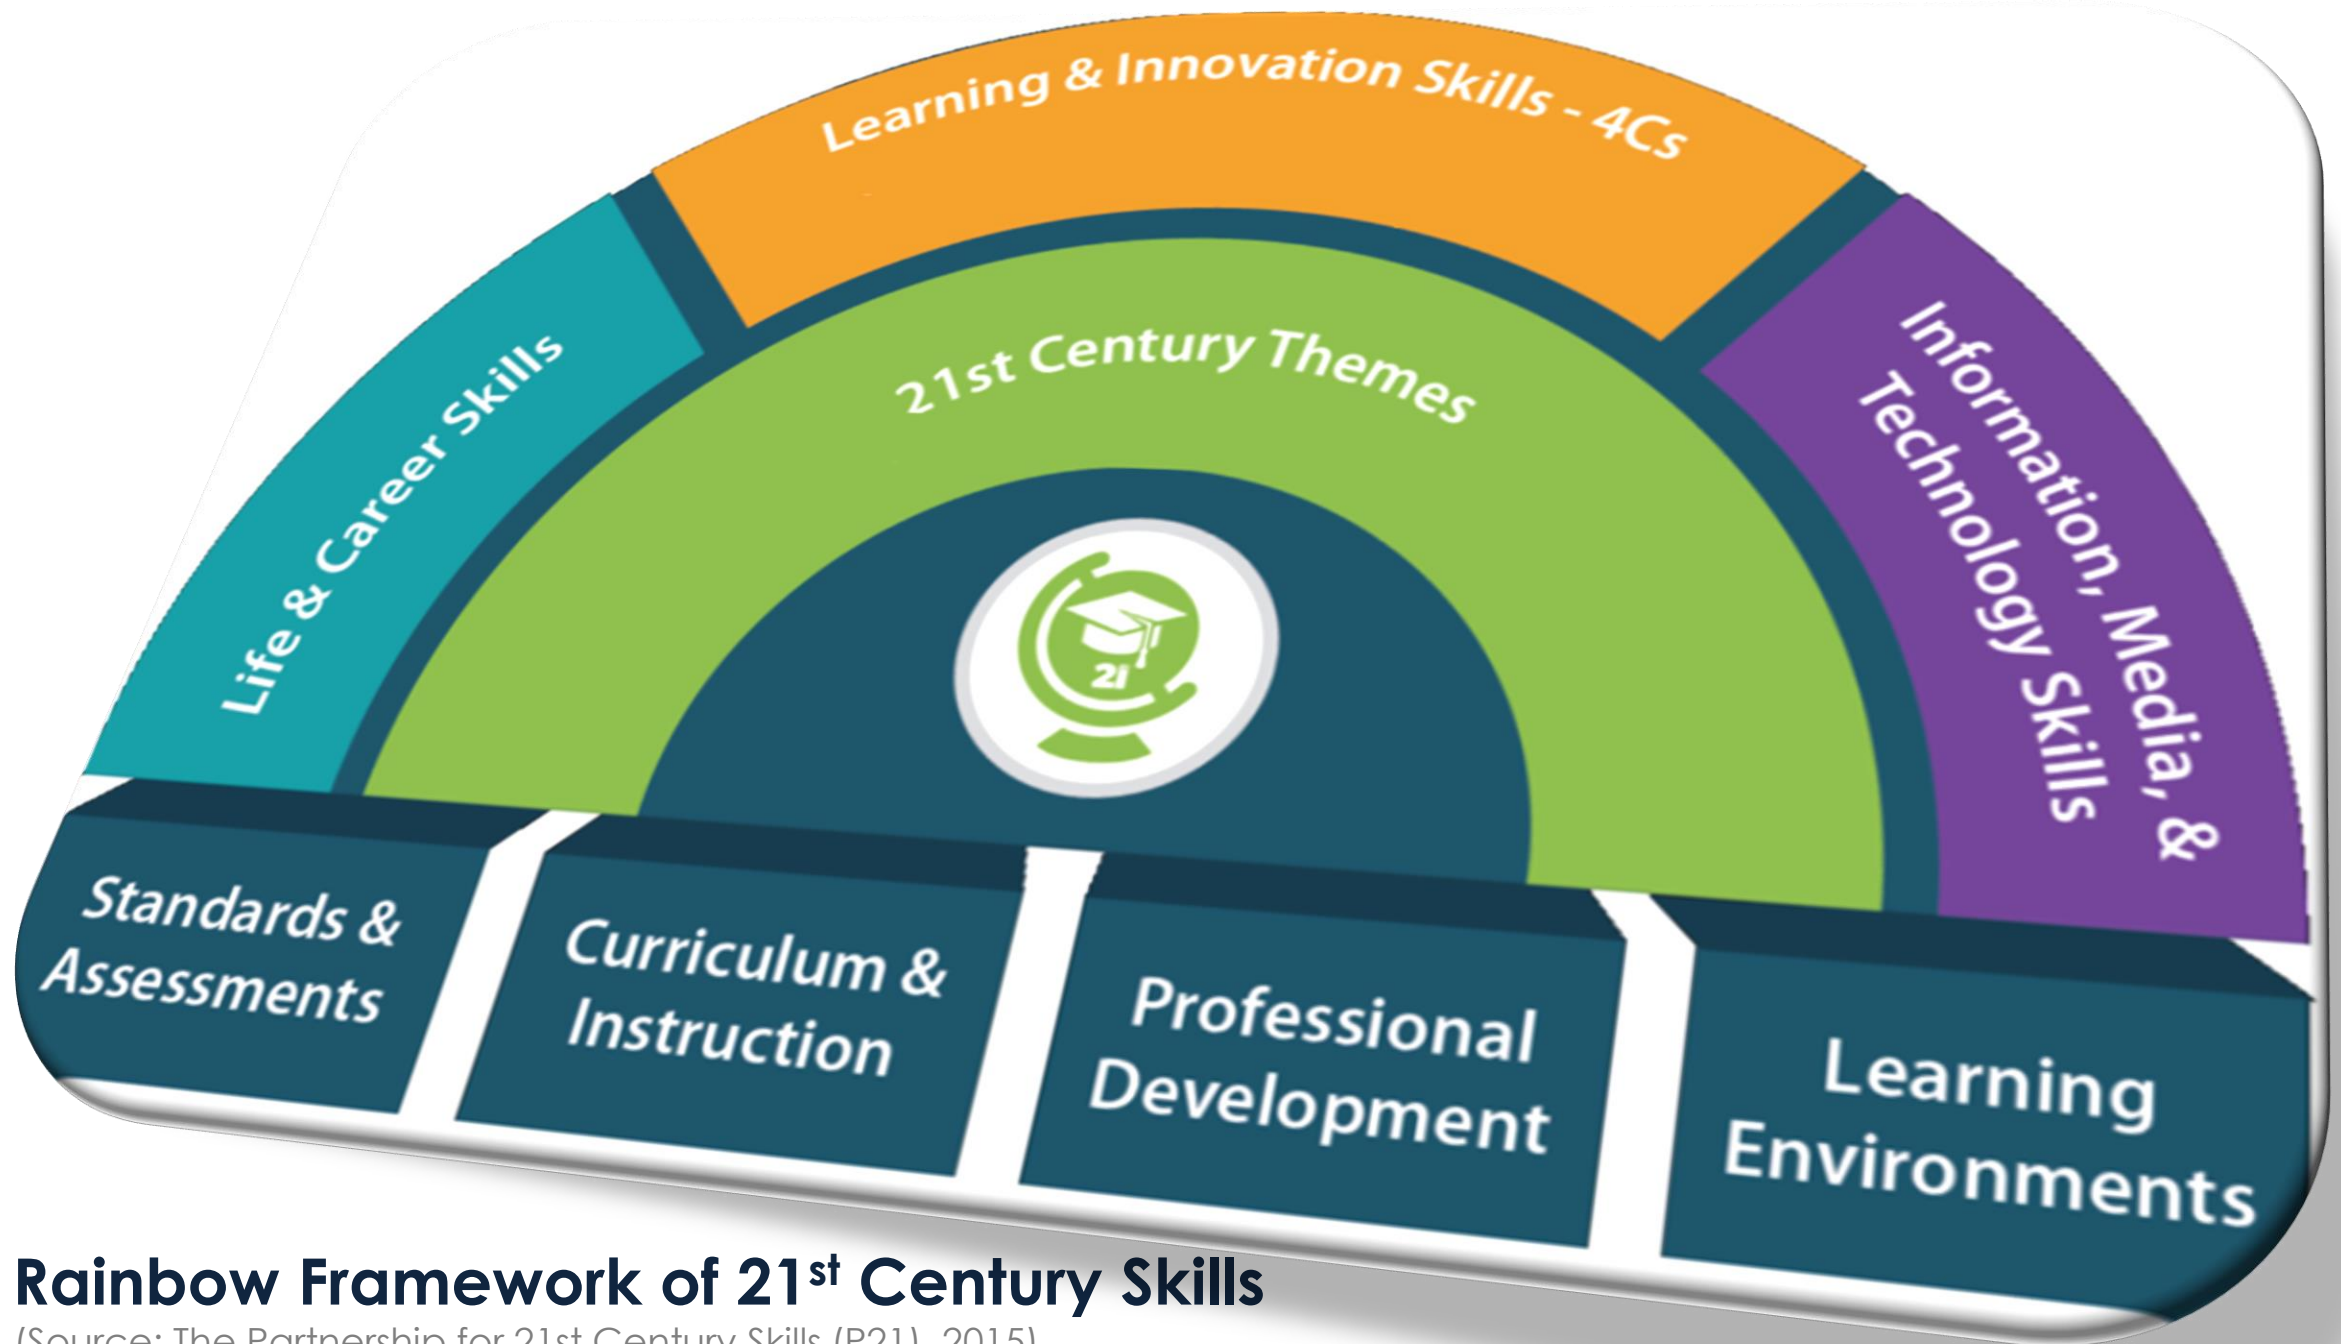 Learning & Innovation Skills - 4Cs
Life & Career Skills
21st Century Themes
Information, Media, &
Technology Skills
21
Standards &
Assessments
Curriculum &
Instruction
Professional
Development
Learning
Environments
Rainbow Framework of 21st Century Skills
(Source: The Partnership for 21st Century Skills (P21), 2015)